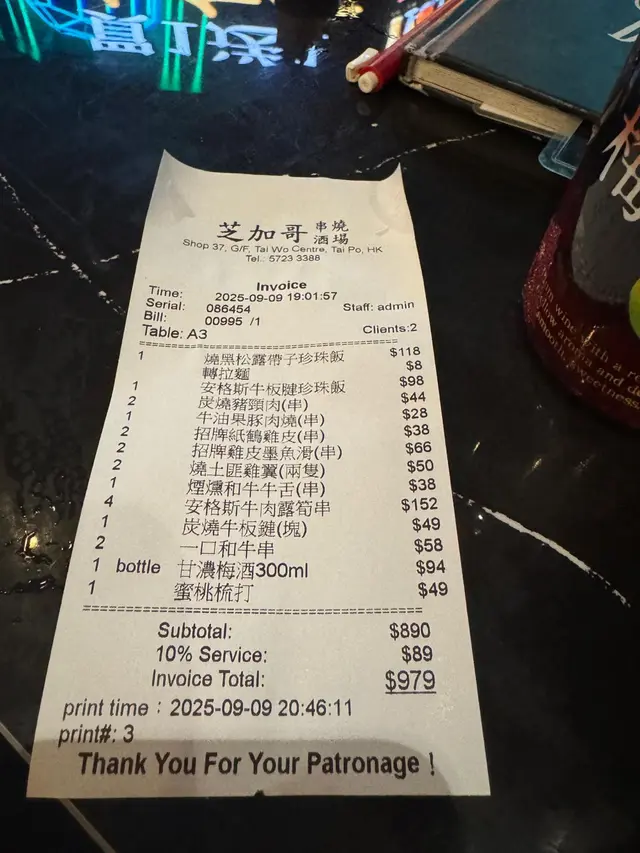 買1送1
芝加哥 串燒酒場
Shop 37, G/F, Tai Wo Centre, Tai Po, HK
Tel.: 5723 3388
Invoice
Time: 2025-09-09 19:01:57
Serial: 086454 Staff: admin
Bill: 00995 /1
Table: A3 Clients:2
1 燒黑松露帶子珍珠飯 $118
轉拉麵 $8
1 安格斯牛板腱珍珠飯 $98
2 炭燒豬頸肉(串) $44
1 牛油果豚肉燒(串) $28
2 招牌紙鶴雞皮(串) $38
2 招牌雞皮墨魚滑(串) $66
2 燒土匪雞翼(兩隻) $50
1 煙燻和牛牛舌(串) $38
4 安格斯牛肉露筍串 $152
1 炭燒牛板鍵(塊) $49
2 一口和牛串 $58
1 bottle 甘濃梅酒300ml $94
1 蜜桃梳打 $49
Subtotal: $890
10% Service: $89
Invoice Total: $979
print time : 2025-09-09 20:46:11
print#: 3
Thank You For Your Patronage !
梅